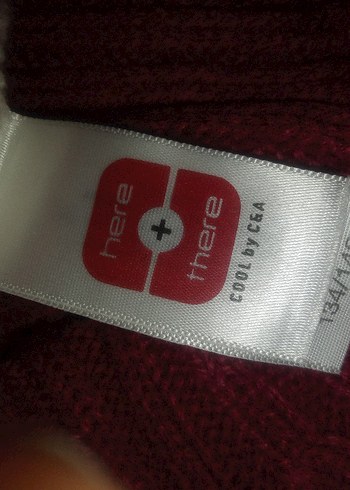 here
+
there
COOL by C&A